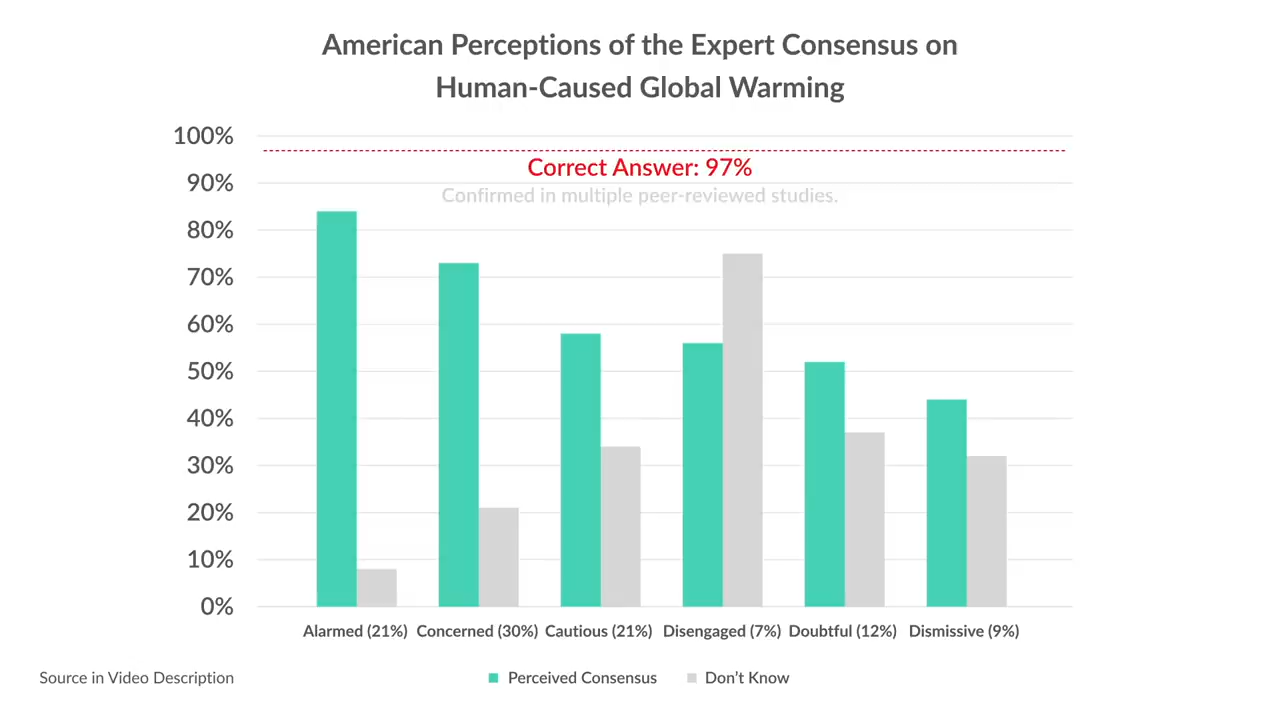 American Perceptions of the Expert Consensus on
Human-Caused Global Warming
100%
Correct Answer: 97%
90%
Confirmed in multiple peer-reviewed studies.
80%
70%
60%
50%
40%
30%
20%
10%
0%
Alarmed (21%) Concerned (30%) Cautious (21%) Disengaged (7%) Doubtful (12%) Dismissive (9%)
Source in Video Description
Perceived Consensus Don't Know